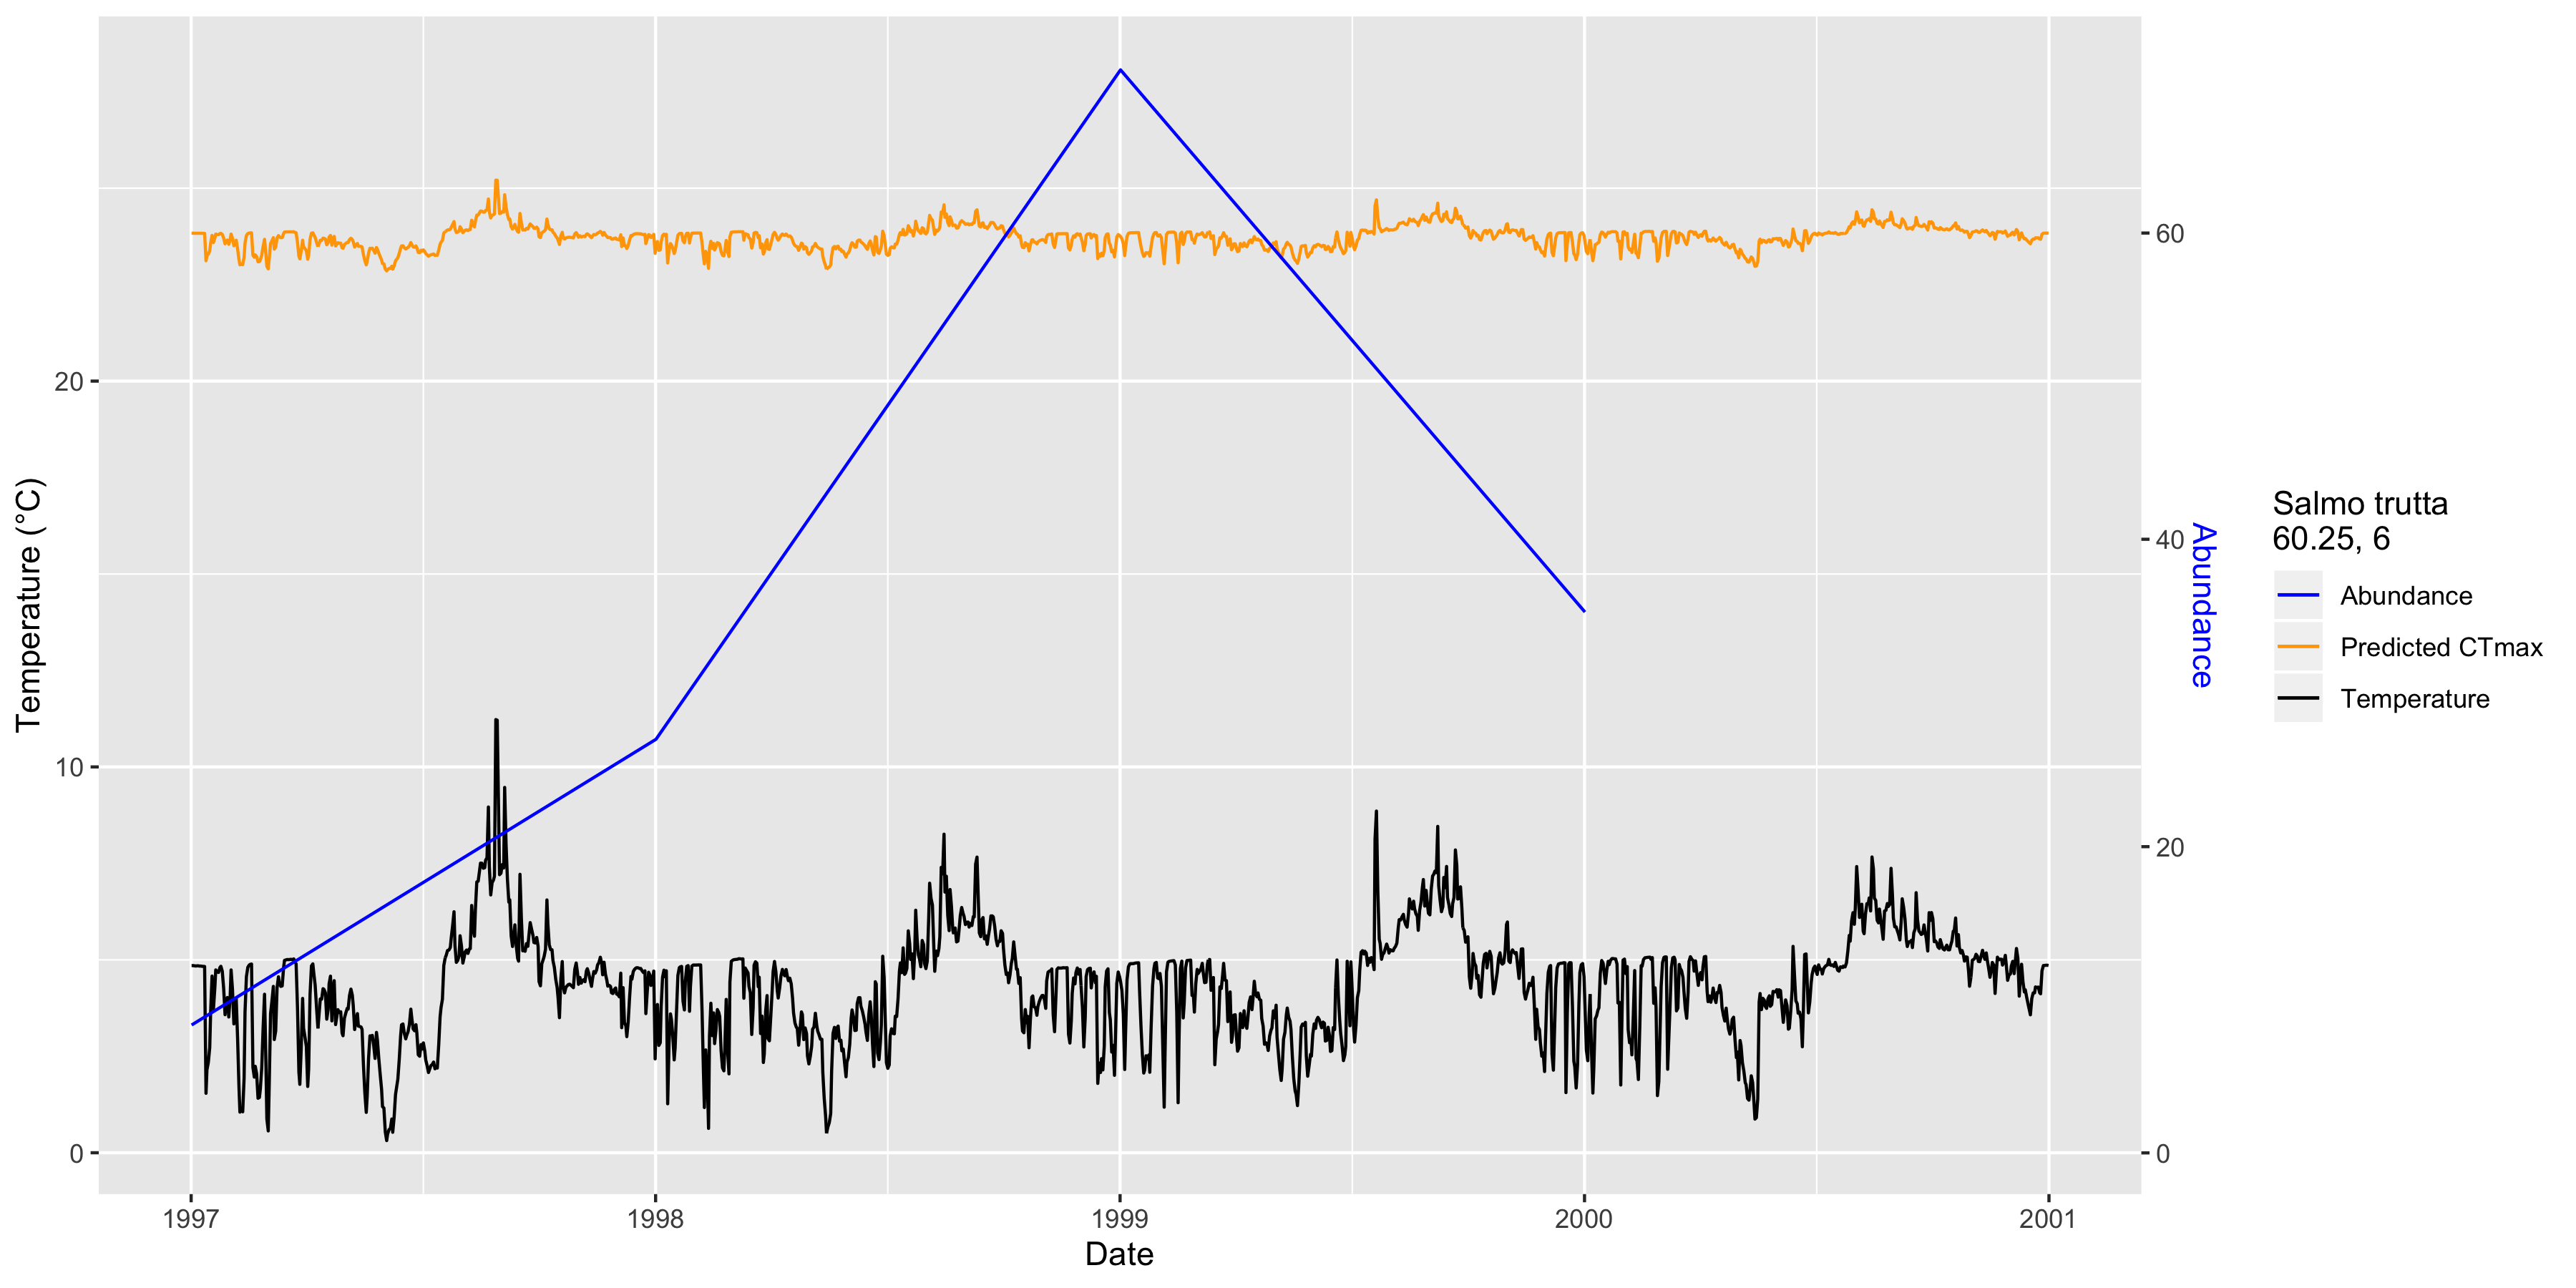 Temperature (°C)
20
10
0
1997
1998
1999
2000
2001
Date
60
40
20
0
Abundance
Salmo trutta
60.25, 6
Abundance
Predicted CTmax
Temperature